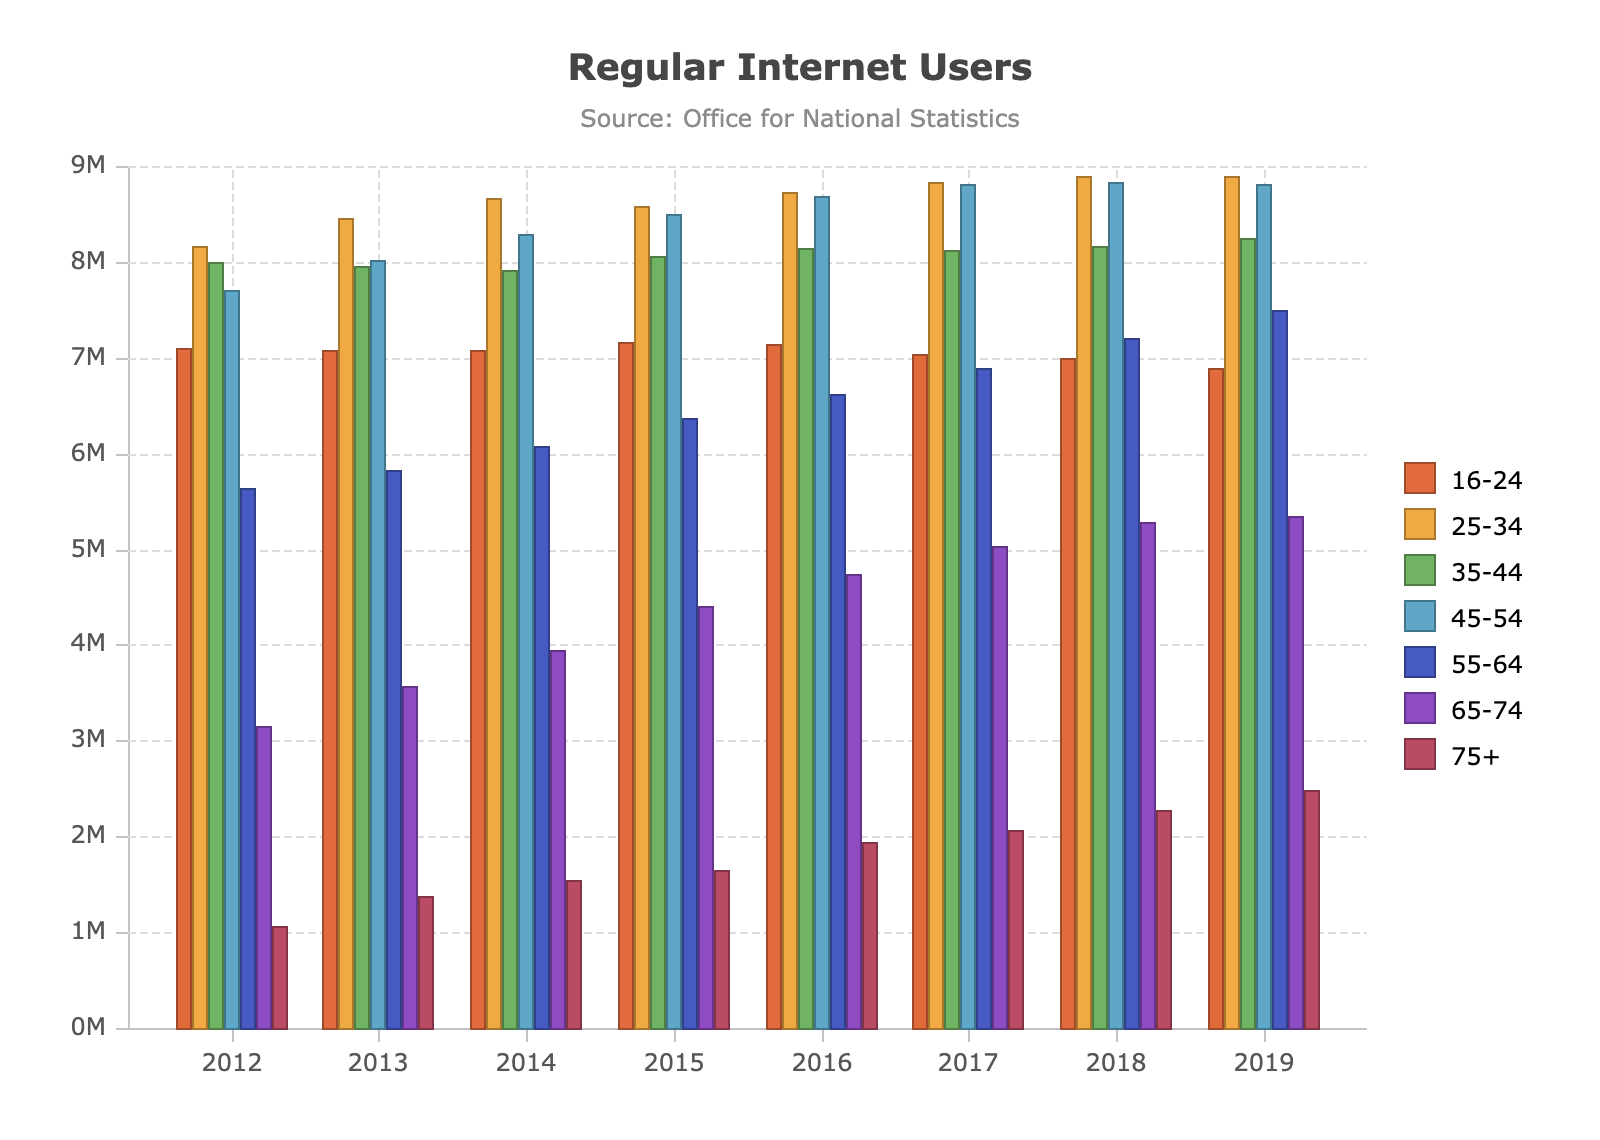 Regular Internet Users
Source: Office for National Statistics
9M
8M
7M
6M
5M
4M
3M
2M
1M
0M
2012 2013 2014 2015 2016 2017 2018 2019
16-24
25-34
35-44
45-54
55-64
65-74
75+